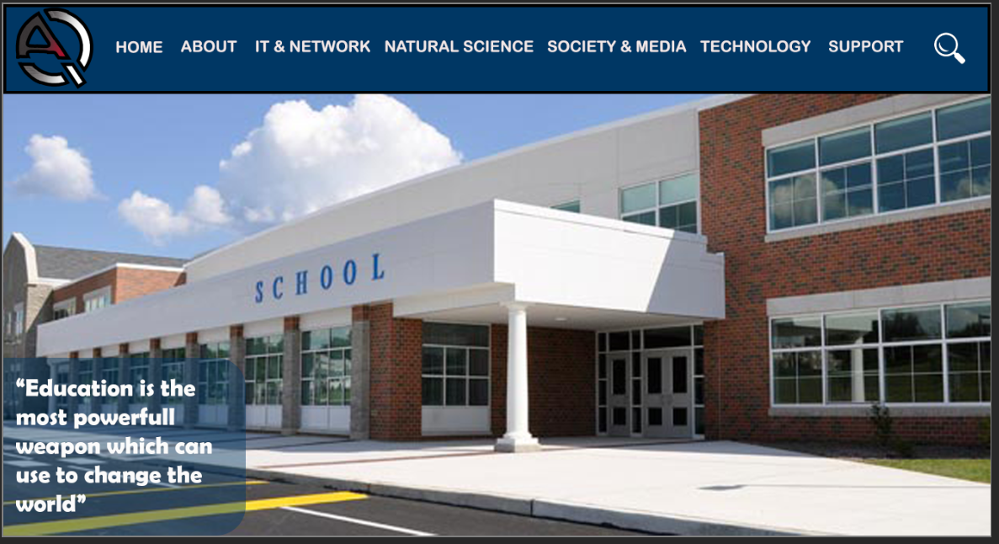 HOME ABOUT IT & NETWORK NATURAL SCIENCE SOCIETY & MEDIA TECHNOLOGY SUPPORT
SCHOOL
“Education is the
most powerfull
weapon which can
use to change the
world”